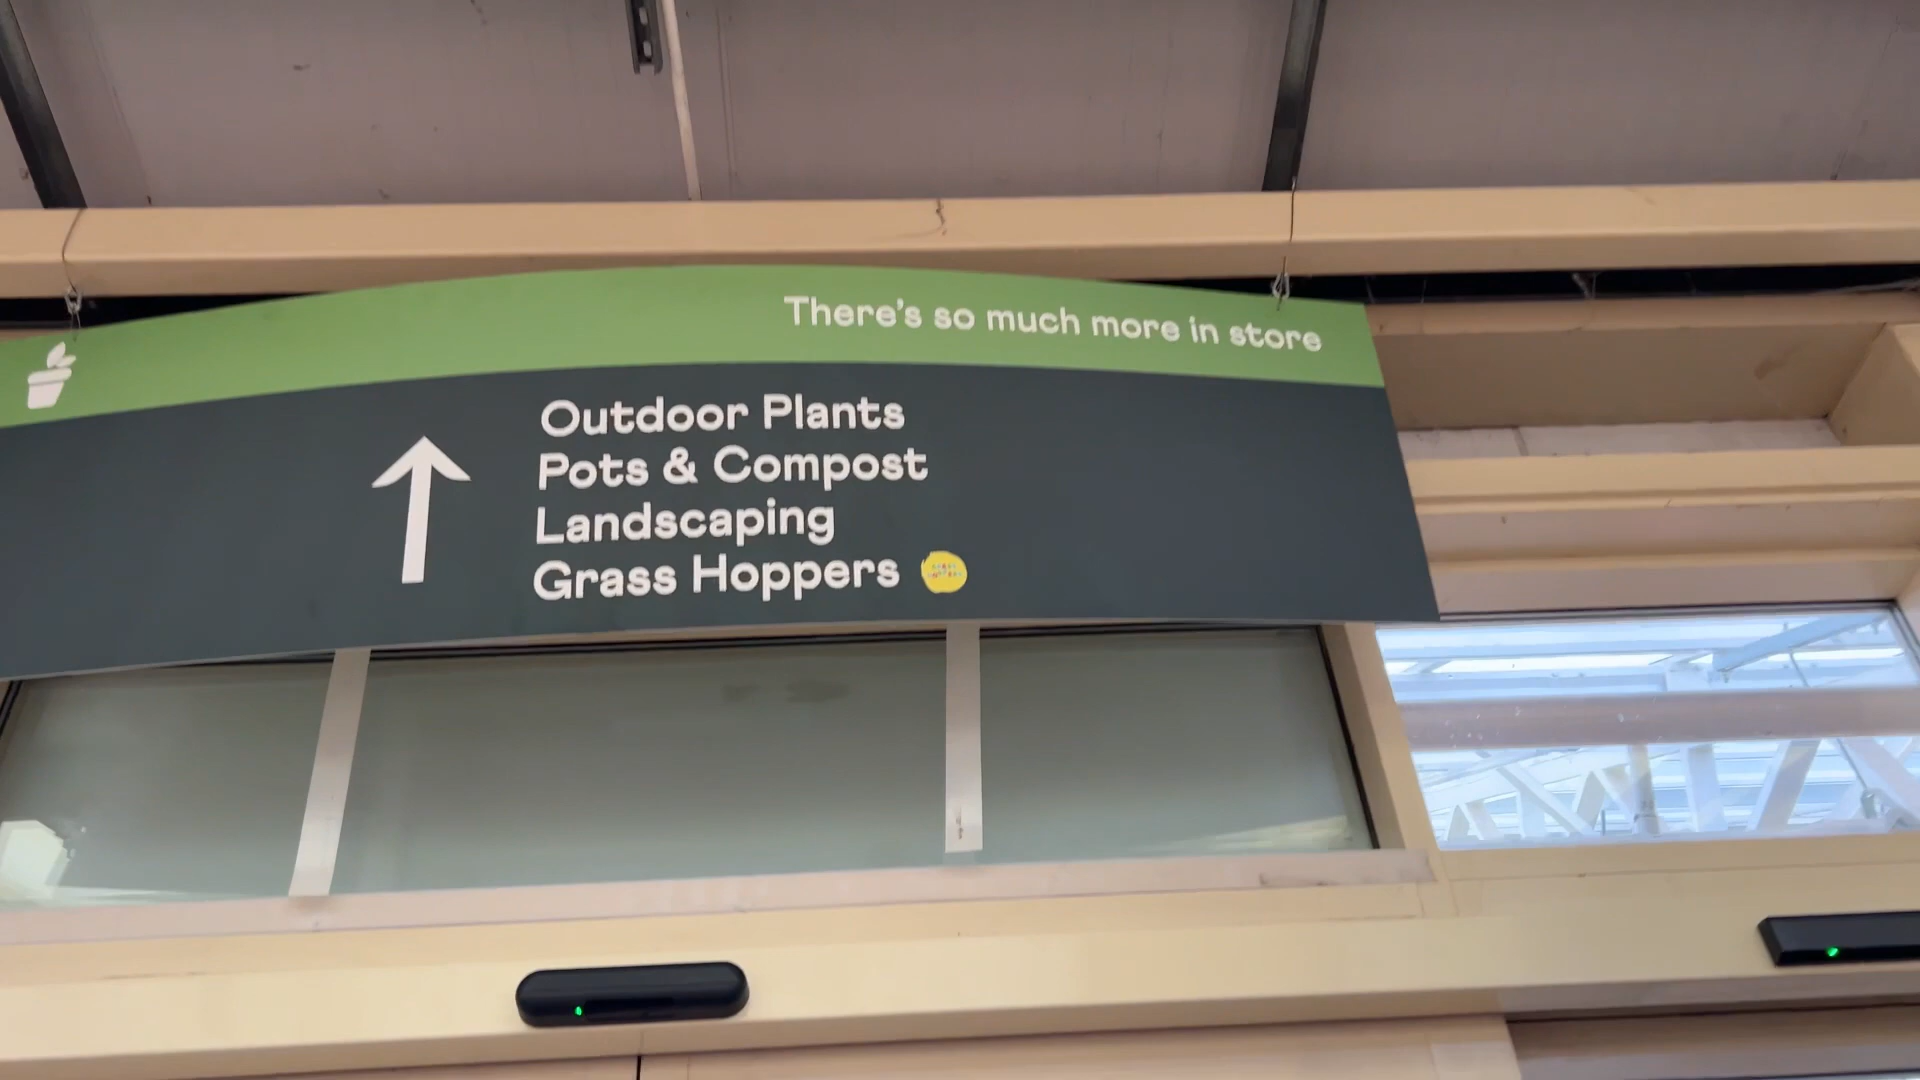 There's so much more in store
Outdoor Plants
Pots & Compost
Landscaping
Grass Hoppers